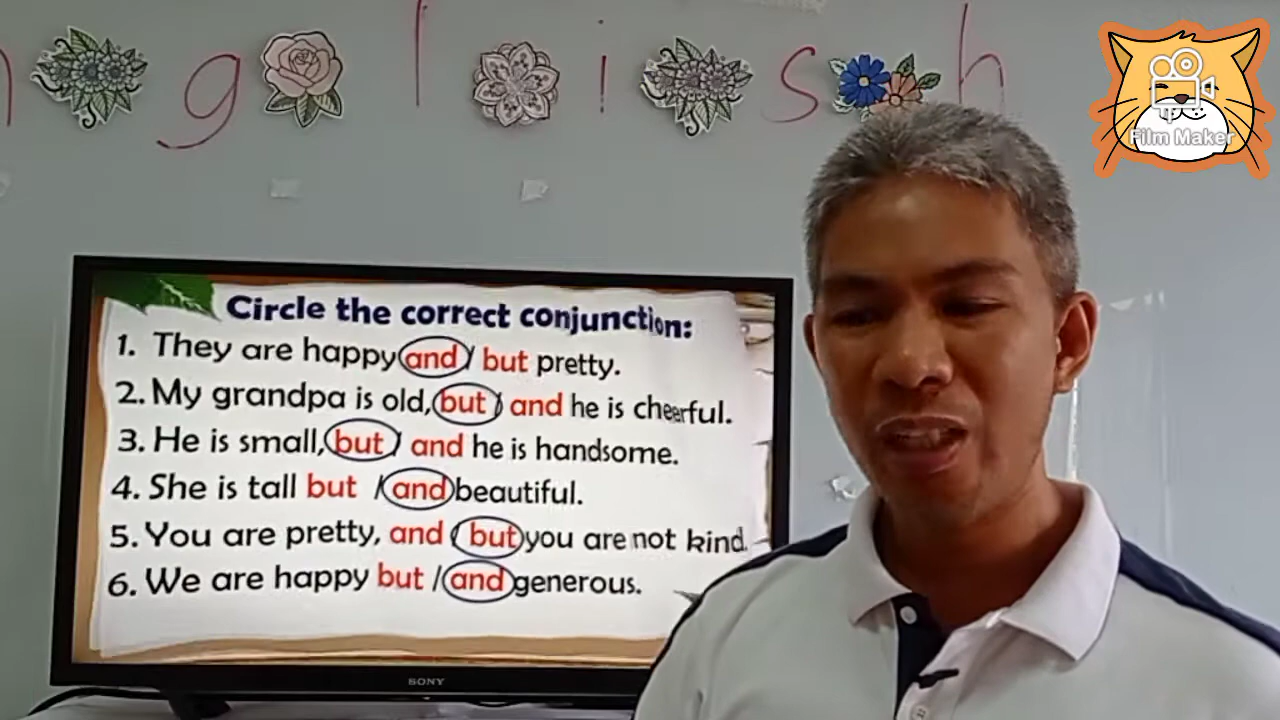 n g l i s h
Film Maker
Circle the correct conjunction:
1. They are happy and / but pretty.
2. My grandpa is old, but / and he is cheerful.
3. He is small, but / and he is handsome.
4. She is tall but / and beautiful.
5. You are pretty, and / but you are not kind.
6. We are happy but / and generous.
SONY